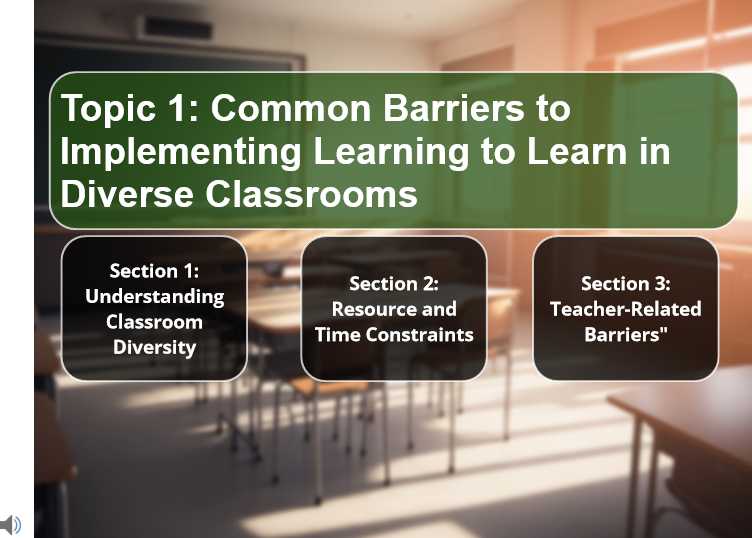 Topic 1: Common Barriers to
Implementing Learning to Learn in
Diverse Classrooms
Section 1:
Understanding
Classroom
Diversity
Section 2:
Resource and
Time Constraints
Section 3:
Teacher-Related
Barriers"